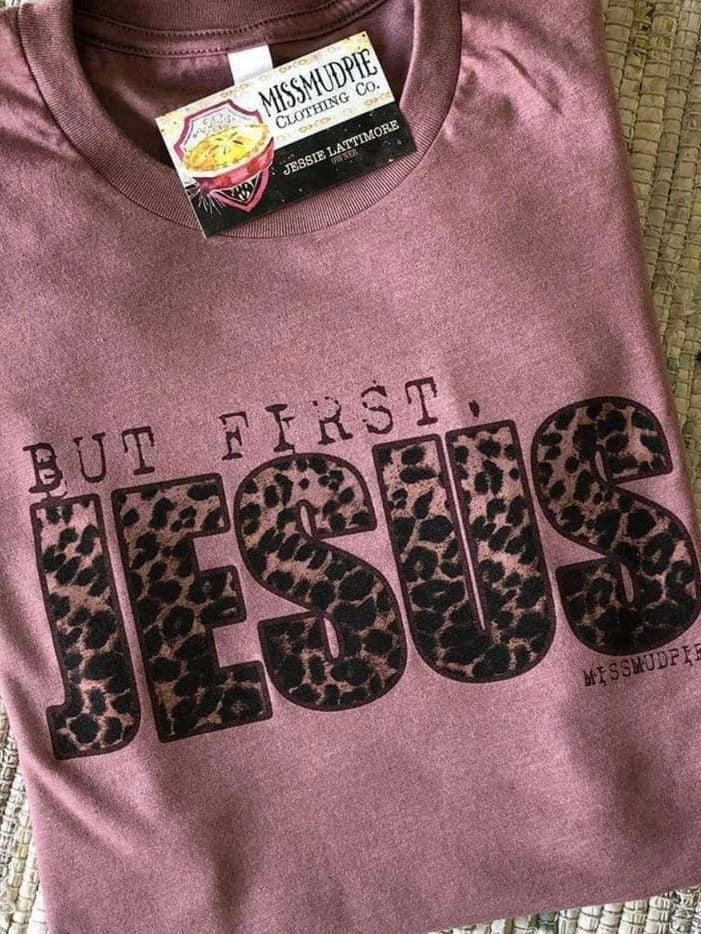 MISSMUDPIE
CLOTHING CO.
JESSIE LATTIMORE
OWNER
BUT FIRST,
JESUS
MISSMUDPIE